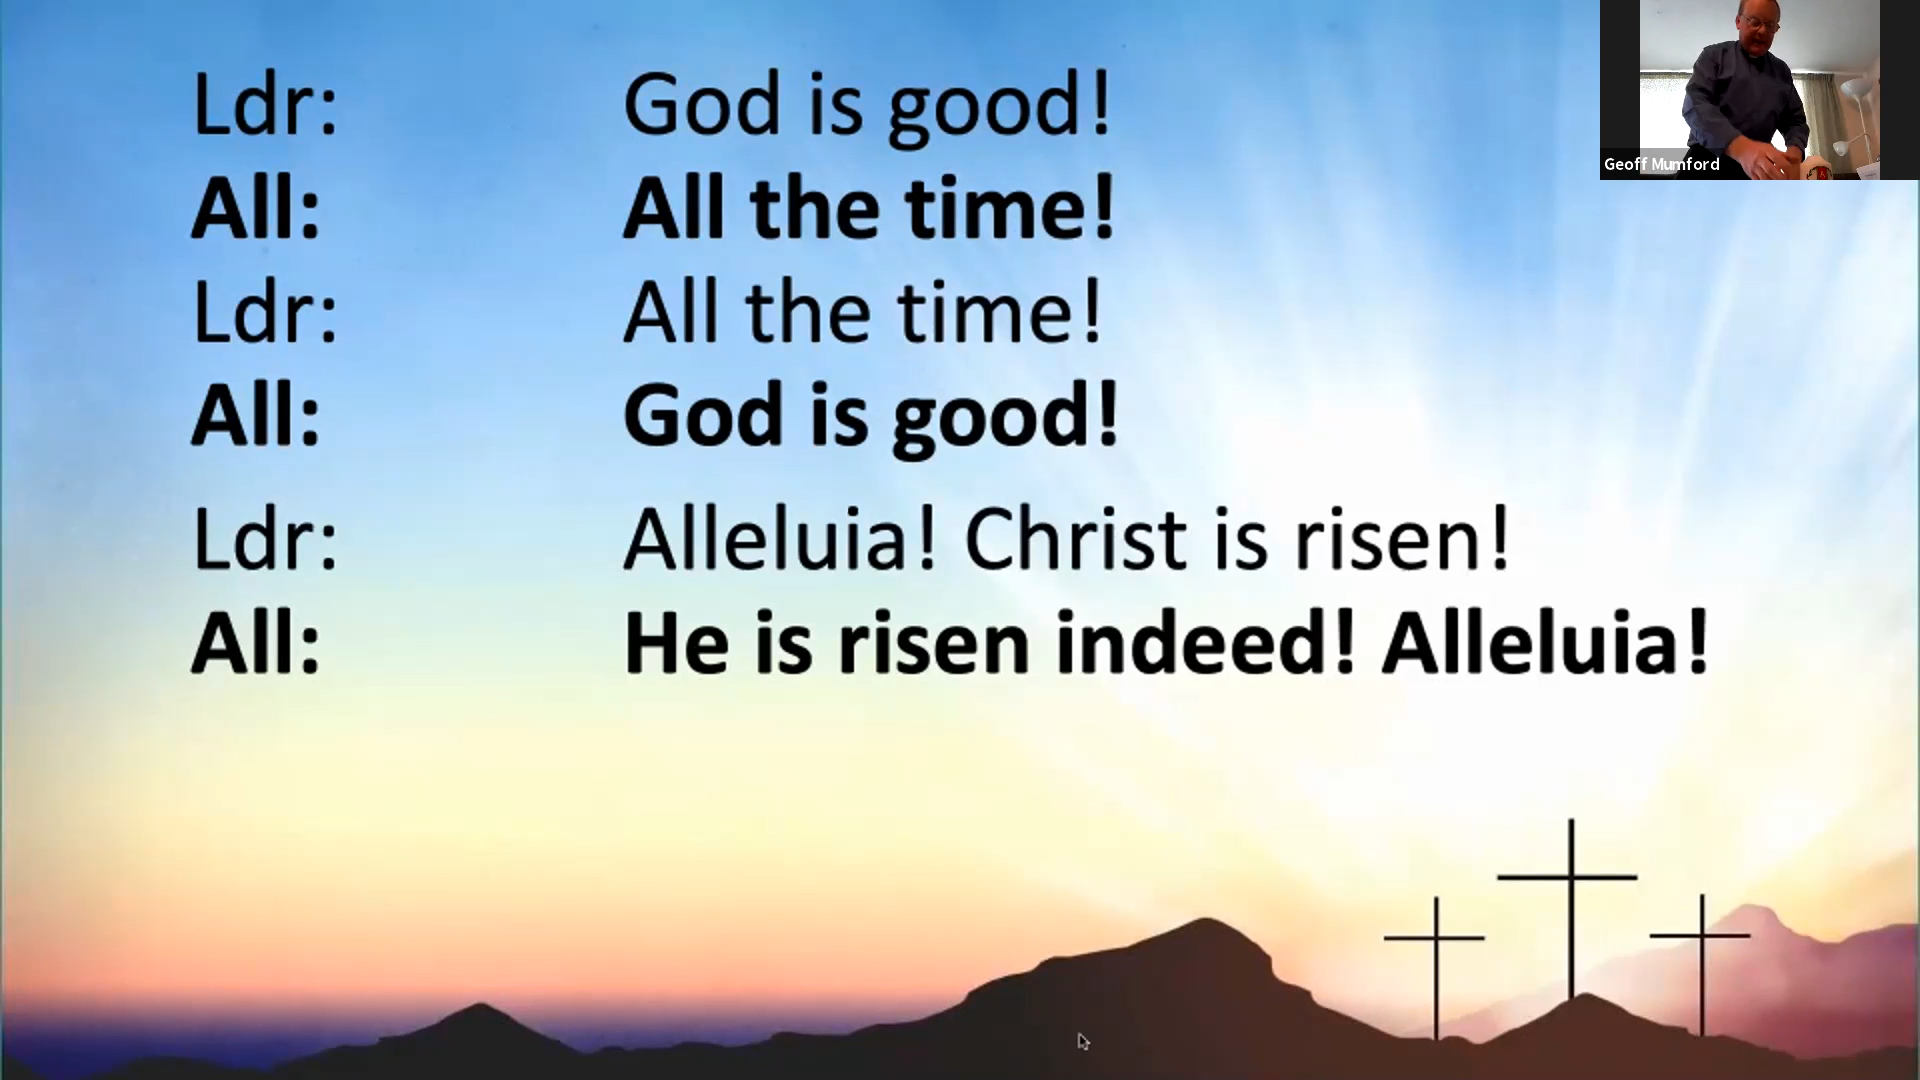 Ldr: God is good!
All: All the time!
Ldr: All the time!
All: God is good!
Ldr: Alleluia! Christ is risen!
All: He is risen indeed! Alleluia!
Geoff Mumford